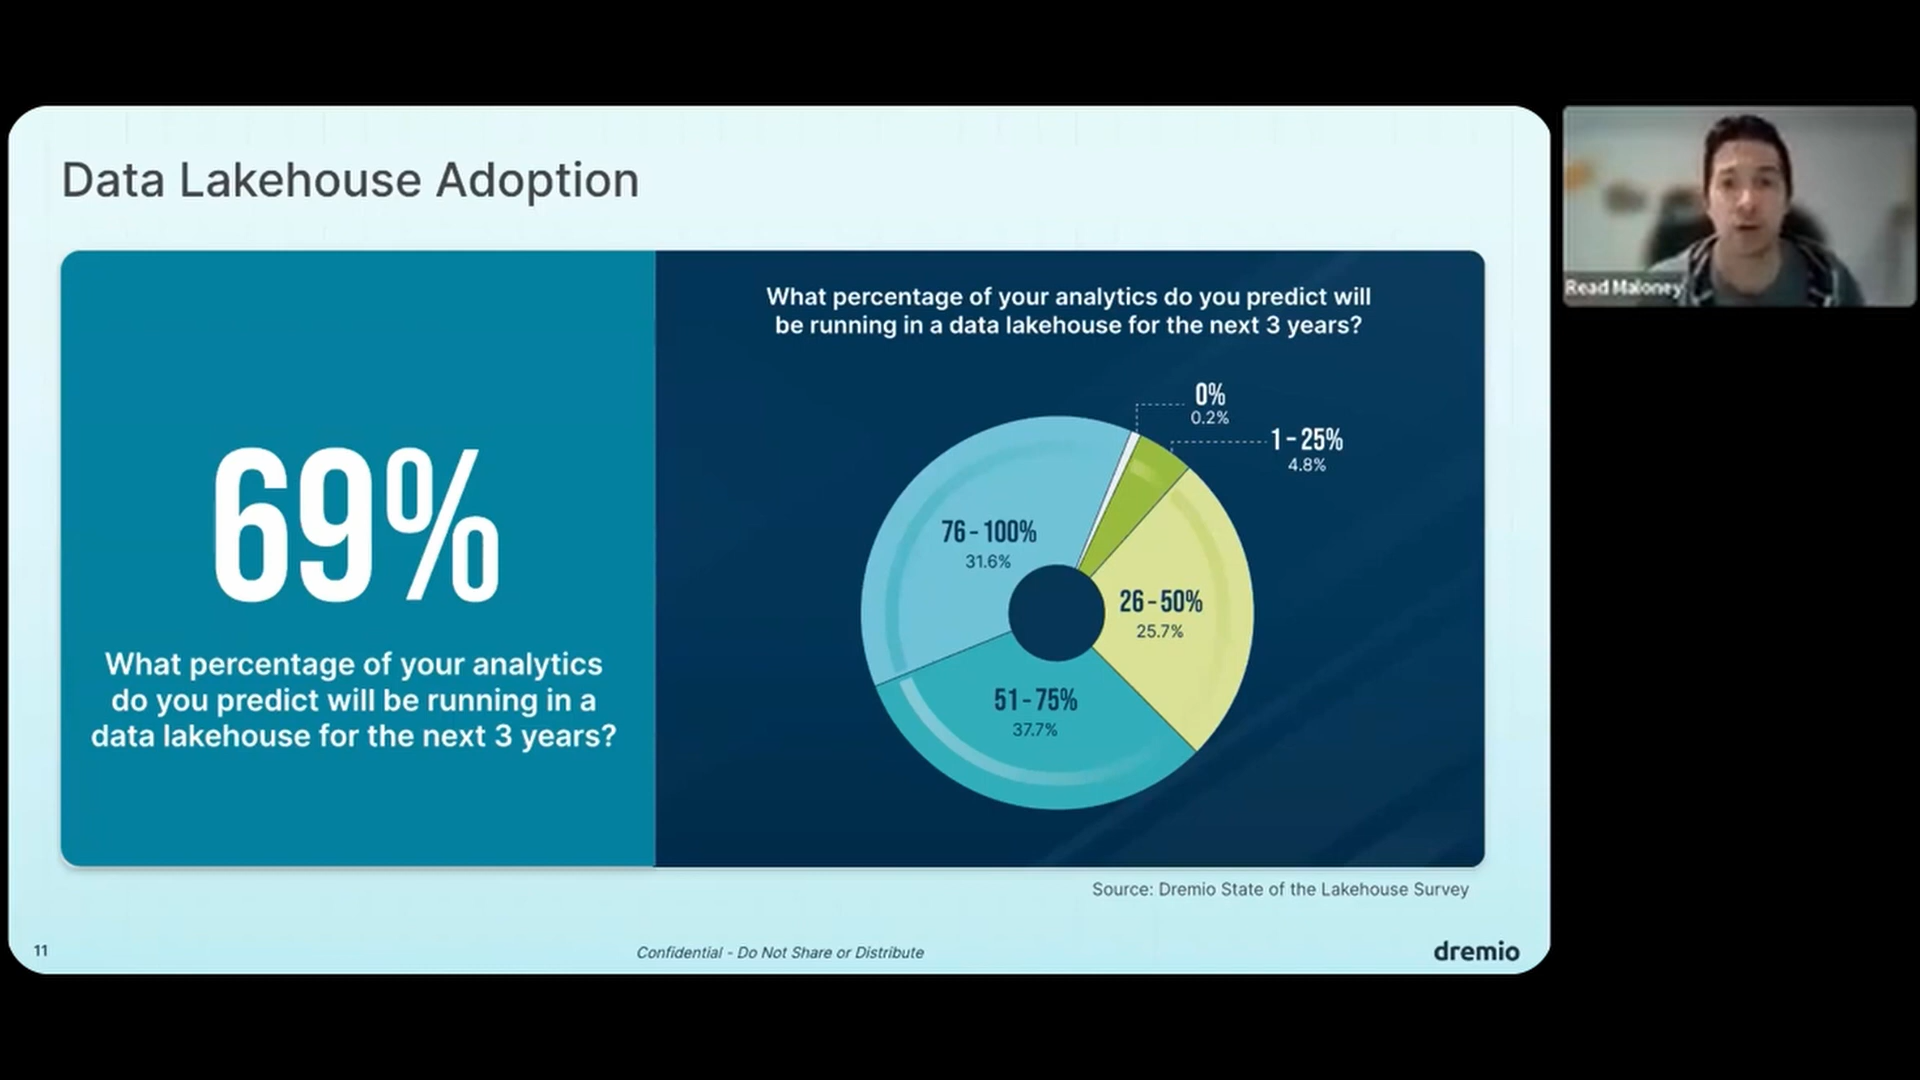 Data Lakehouse Adoption
69%
What percentage of your analytics
do you predict will be running in a
data lakehouse for the next 3 years?
What percentage of your analytics do you predict will
be running in a data lakehouse for the next 3 years?
0%
0.2%
1-25%
4.8%
76-100%
31.6%
26-50%
25.7%
51-75%
37.7%
Source: Dremio State of the Lakehouse Survey
11
Confidential - Do Not Share or Distribute
dremio
Read Maloney